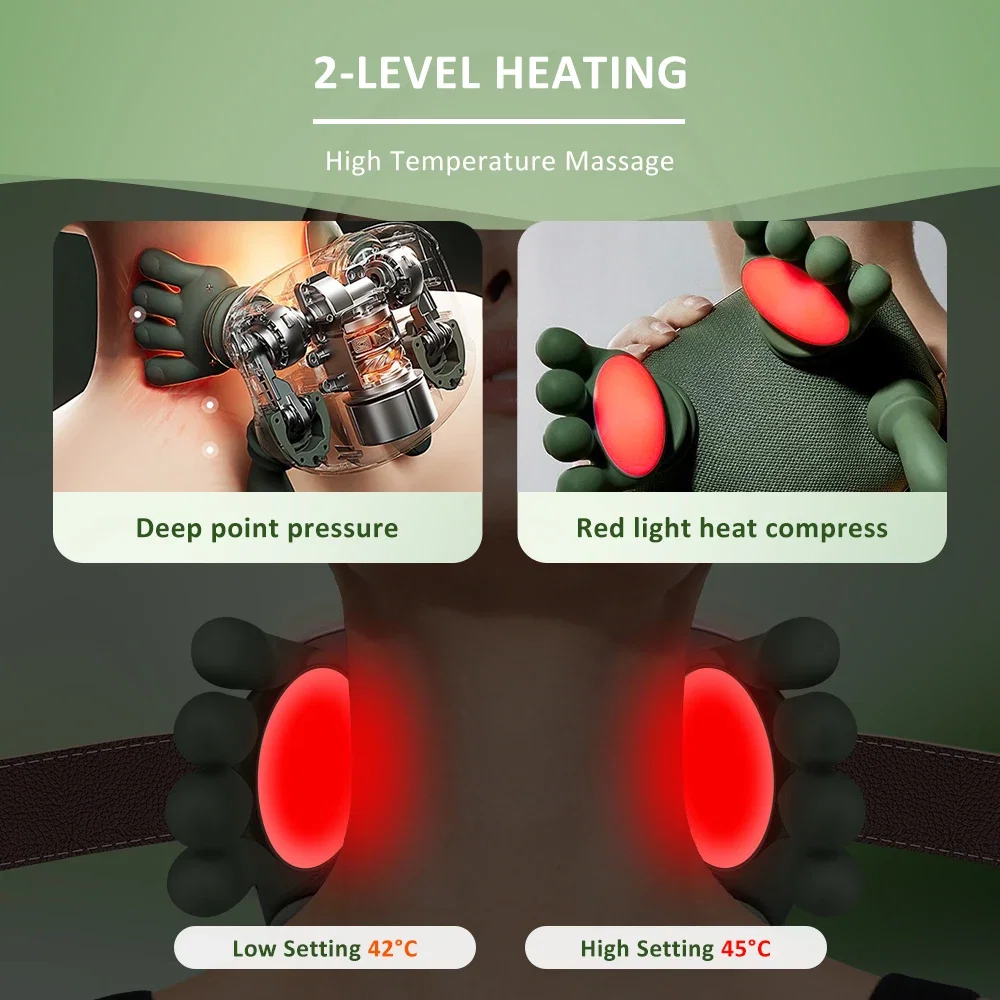 2-LEVEL HEATING
High Temperature Massage
Deep point pressure
Red light heat compress
Low Setting 42°C
High Setting 45°C